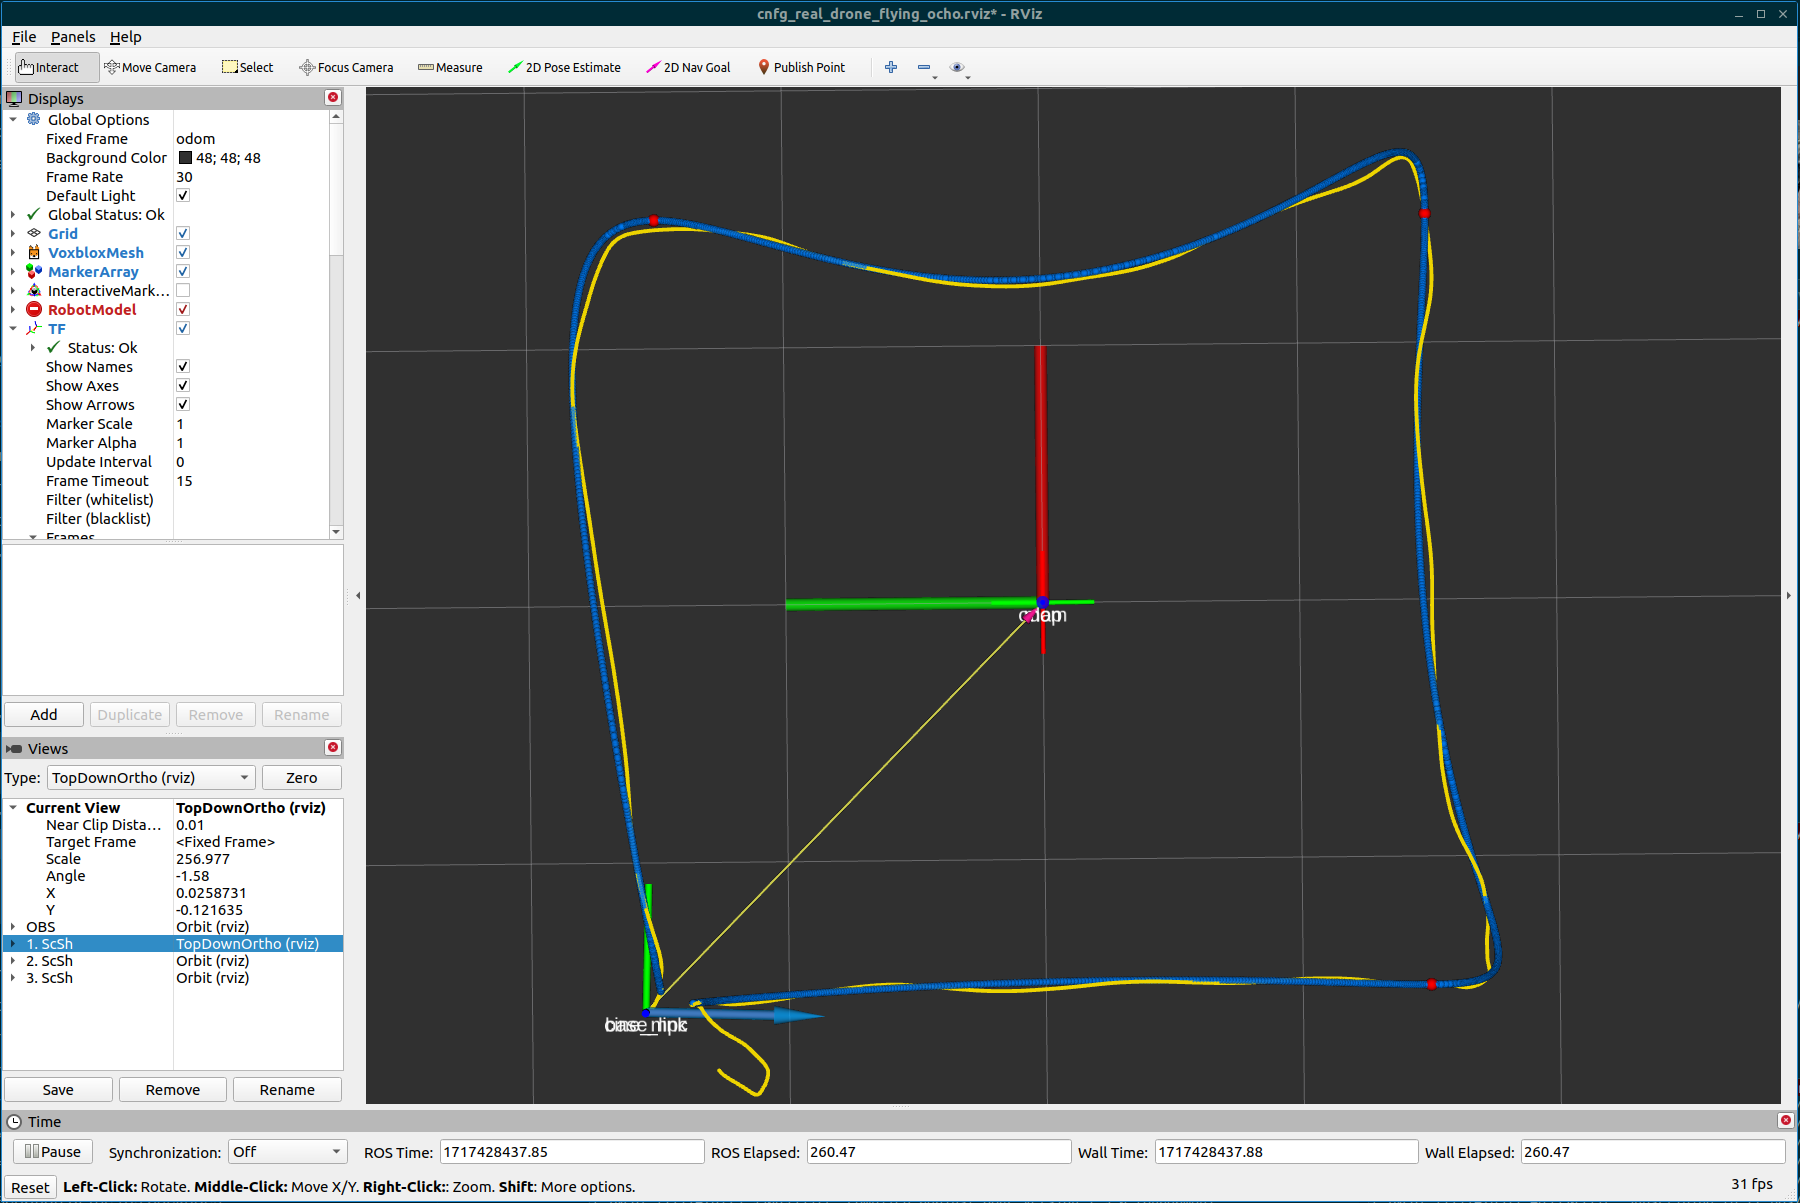 cnfg_real_drone_flying_ocho.rviz* - RViz
File Panels Help
Interact Move Camera Select Focus Camera Measure 2D Pose Estimate 2D Nav Goal Publish Point
Displays
Global Options
Fixed Frame odom
Background Color 48; 48; 48
Frame Rate 30
Default Light
Global Status: Ok
Grid
VoxbloxMesh
MarkerArray
InteractiveMark...
RobotModel
TF
Status: Ok
Show Names
Show Axes
Show Arrows
Marker Scale 1
Marker Alpha 1
Update Interval 0
Frame Timeout 15
Filter (whitelist)
Filter (blacklist)
Frames
Add Duplicate Remove Rename
Views
Type: TopDownOrtho (rviz) Zero
Current View TopDownOrtho (rviz)
Near Clip Dista... 0.01
Target Frame <Fixed Frame>
Scale 256.977
Angle -1.58
X 0.0258731
Y -0.121635
OBS Orbit (rviz)
1. ScSh TopDownOrtho (rviz)
2. ScSh Orbit (rviz)
3. ScSh Orbit (rviz)
Save Remove Rename
Time
Pause Synchronization: Off ROS Time: 1717428437.85 ROS Elapsed: 260.47 Wall Time: 1717428437.88 Wall Elapsed: 260.47
Reset Left-Click: Rotate. Middle-Click: Move X/Y. Right-Click:: Zoom. Shift: More options. 31 fps